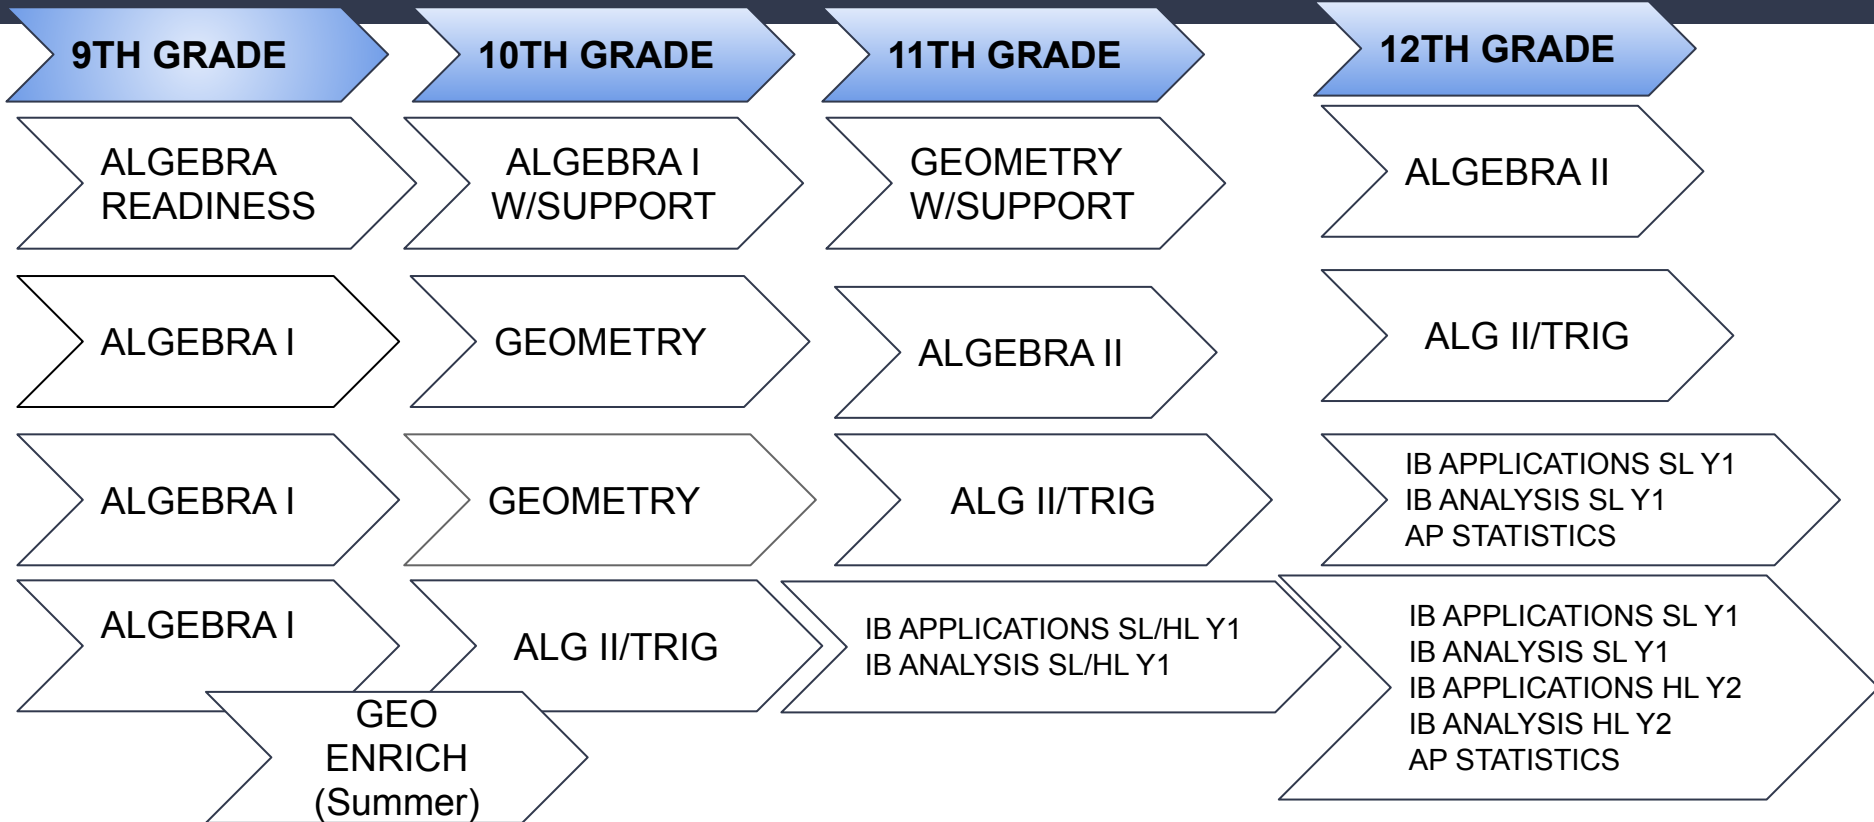 9TH GRADE
10TH GRADE
11TH GRADE
12TH GRADE
ALGEBRA
READINESS
ALGEBRA I
W/SUPPORT
GEOMETRY
W/SUPPORT
ALGEBRA II
ALGEBRA I
GEOMETRY
ALGEBRA II
ALG II/TRIG
ALGEBRA I
GEOMETRY
ALG II/TRIG
IB APPLICATIONS SL Y1
IB ANALYSIS SL Y1
AP STATISTICS
ALGEBRA I
GEO
ENRICH
(Summer)
ALG II/TRIG
IB APPLICATIONS SL/HL Y1
IB ANALYSIS SL/HL Y1
IB APPLICATIONS SL Y1
IB ANALYSIS SL Y1
IB APPLICATIONS HL Y2
IB ANALYSIS HL Y2
AP STATISTICS